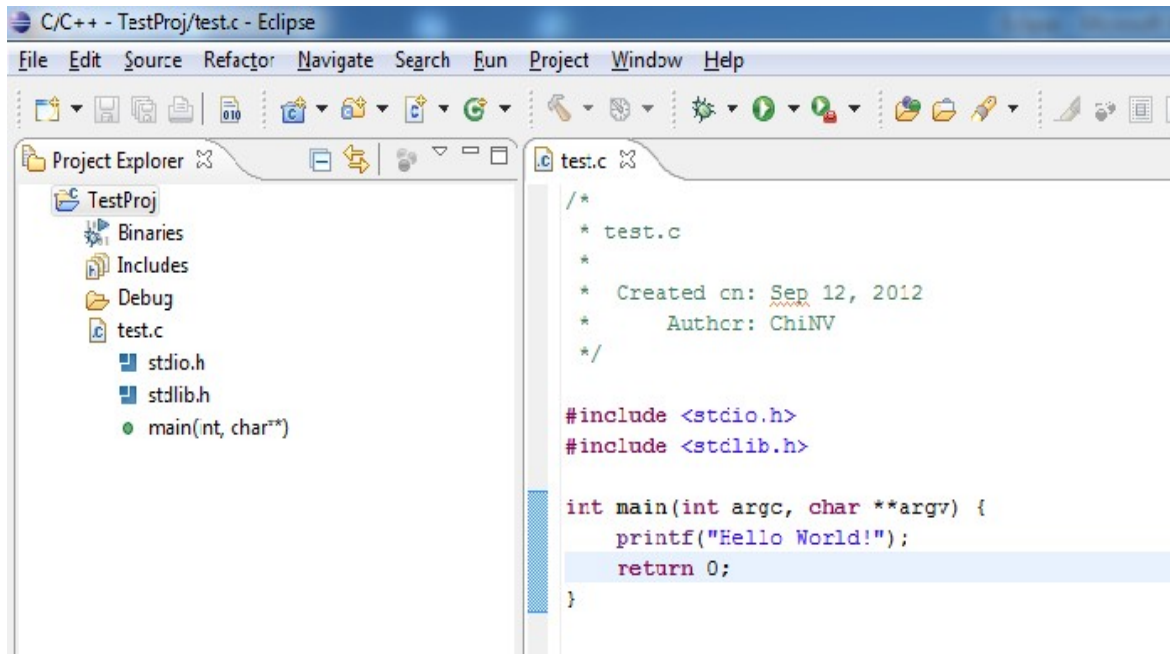 C/C++ - TestProj/test.c - Eclipse
File Edit Source Refactor Navigate Search Run Project Window Help
Project Explorer
TestProj
Binaries
Includes
Debug
test.c
stdio.h
stdlib.h
main(int, char**)
test.c
/*
* test.c
*
* Created on: Sep 12, 2012
* Author: ChiNV
*/
#include <stdio.h>
#include <stdlib.h>
int main(int argc, char **argv) {
printf("Hello World!");
return 0;
}